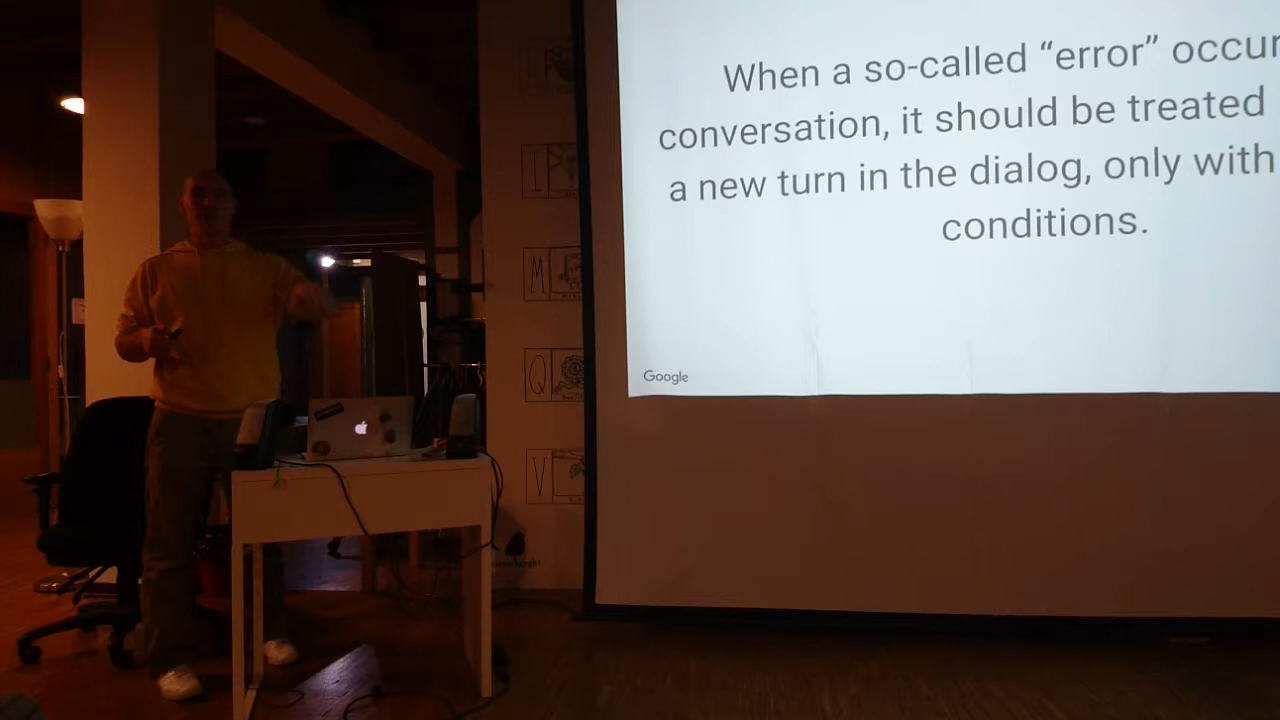 When a so-called “error” occur
conversation, it should be treated
a new turn in the dialog, only with
conditions.
Google
I
M
Q
V